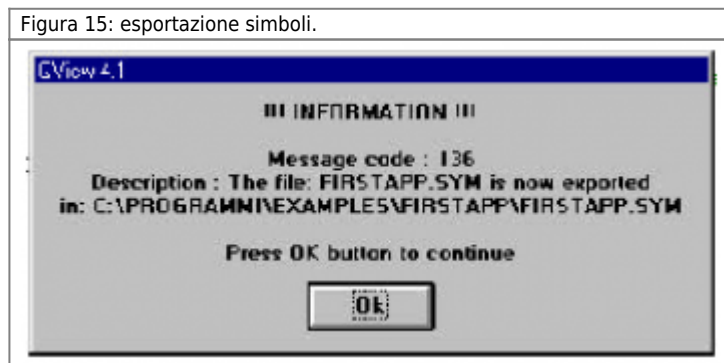 Figura 15: esportazione simboli.
GView 4.1
!!! INFORMATION !!!
Message code : 136
Description : The file: FIRSTAPP.SYM is now exported
in: C:\PROGRAMMI\EXAMPLES\FIRSTAPP\FIRSTAPP.SYM
Press OK button to continue
Ok